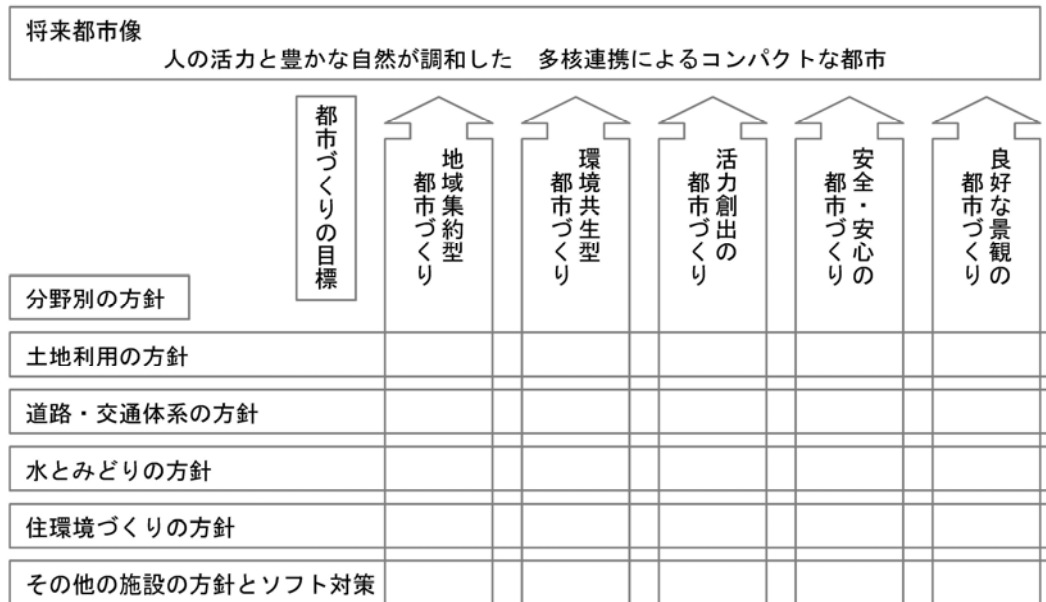 将来都市像
人の活力と豊かな自然が調和した　多核連携によるコンパクトな都市
都市づくりの目標
地域集約型
都市づくり
環境共生型
都市づくり
活力創出の
都市づくり
安全・安心の
都市づくり
良好な景観の
都市づくり
分野別の方針
土地利用の方針
道路・交通体系の方針
水とみどりの方針
住環境づくりの方針
その他の施設の方針とソフト対策